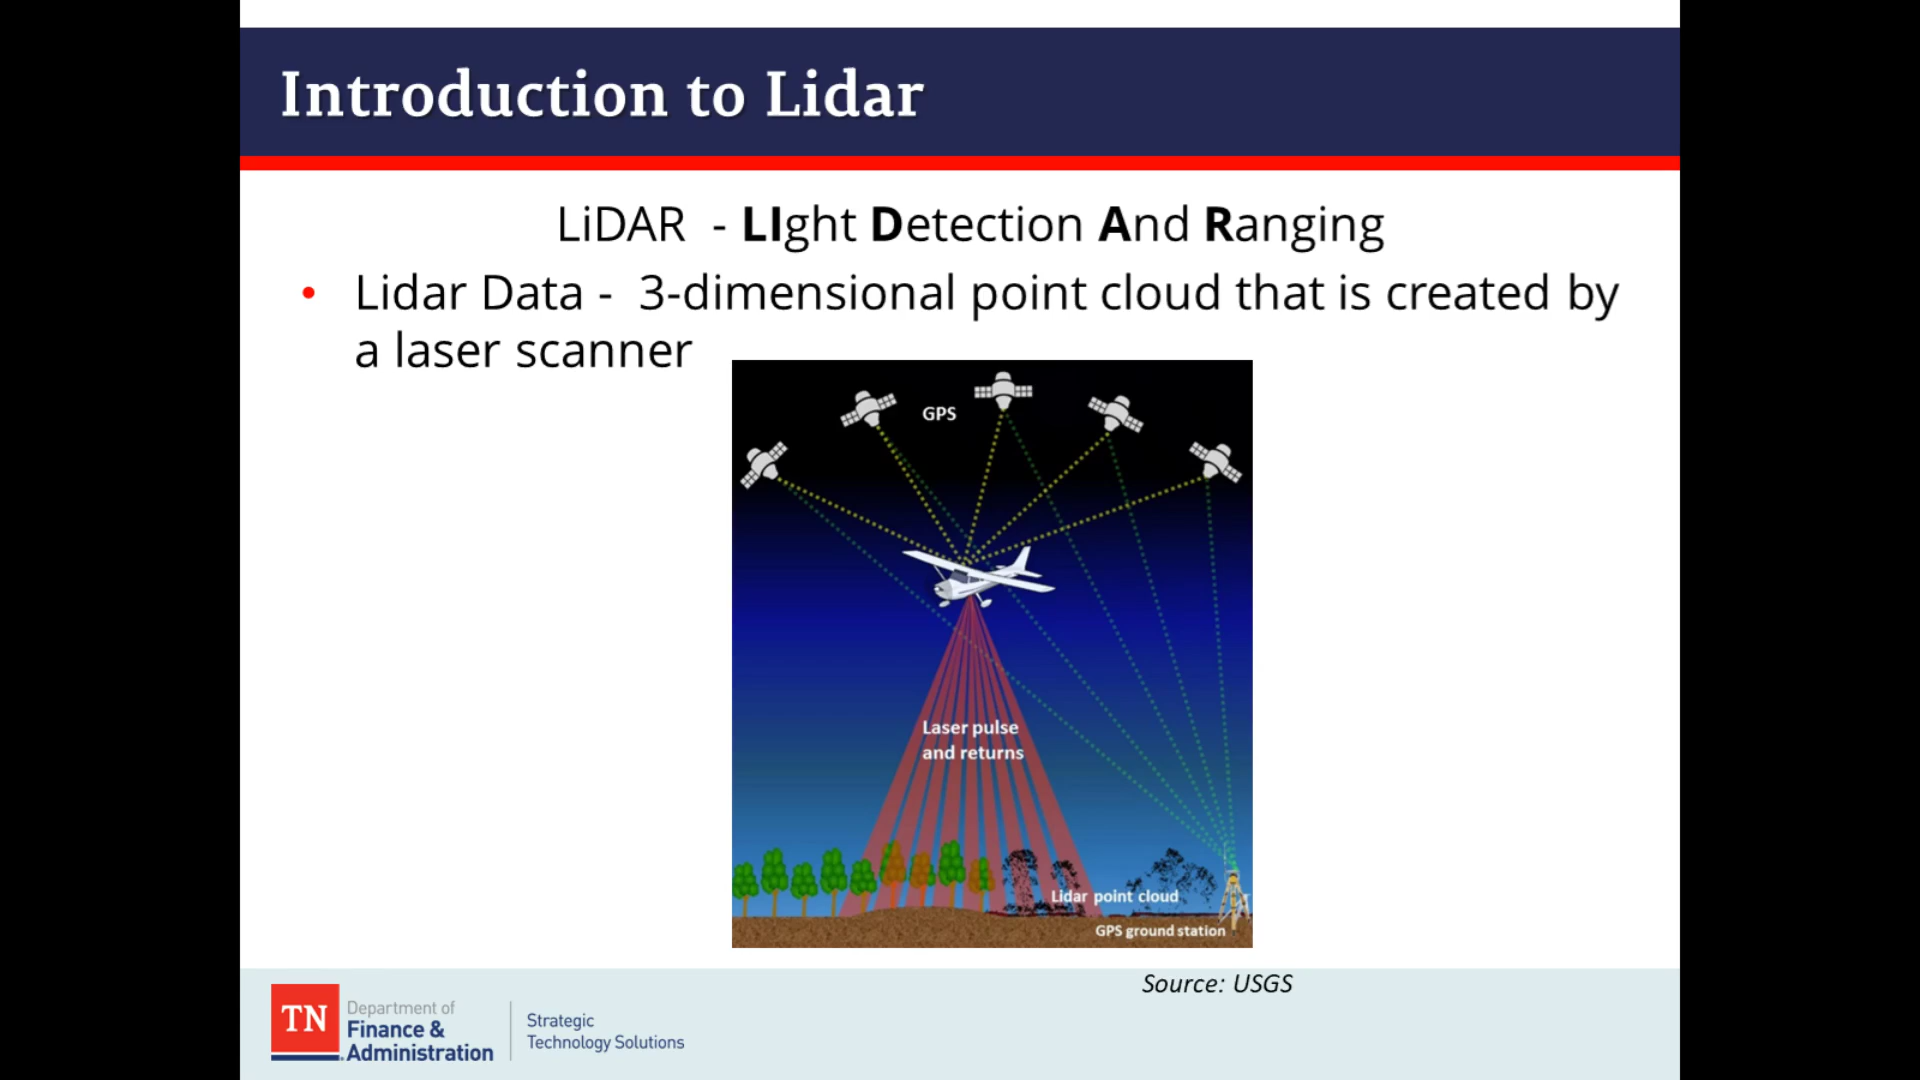 Introduction to Lidar
LiDAR - LIght Detection And Ranging
• Lidar Data - 3-dimensional point cloud that is created by
a laser scanner
GPS
Laser pulse
and returns
Lidar point cloud
GPS ground station
Source: USGS
TN
Department of
Finance &
Administration
Strategic
Technology Solutions